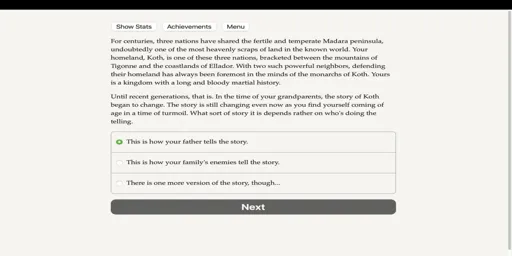 Show Stats Achievements Menu
For centuries, three nations have shared the fertile and temperate Madara peninsula,
undoubtedly one of the most heavenly scraps of land in the known world. Your
homeland, Koth, is one of these three nations, bracketed between the mountains of
Tigonne and the coastlands of Ellador. With two such powerful neighbors, defending
their homeland has always been foremost in the minds of the monarchs of Koth. Yours
is a kingdom with a long and bloody martial history.
Until recent generations, that is. In the time of your grandparents, the story of Koth
began to change. The story is still changing even now as you find yourself coming of
age in a time of turmoil. What sort of story it is depends rather on who's doing the
telling.
This is how your father tells the story.
This is how your family's enemies tell the story.
There is one more version of the story, though...
Next